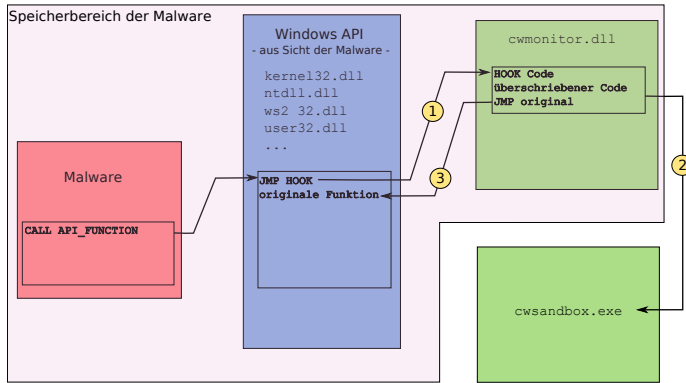 Speicherbereich der Malware
Windows API
- aus Sicht der Malware -
kernel32.dll
ntdll.dll
ws2 32.dll
user32.dll
...
JMP HOOK
originale Funktion
Malware
CALL API_FUNCTION
cwmonitor.dll
HOOK Code
überschriebener Code
JMP original
1
2
3
cwsandbox.exe